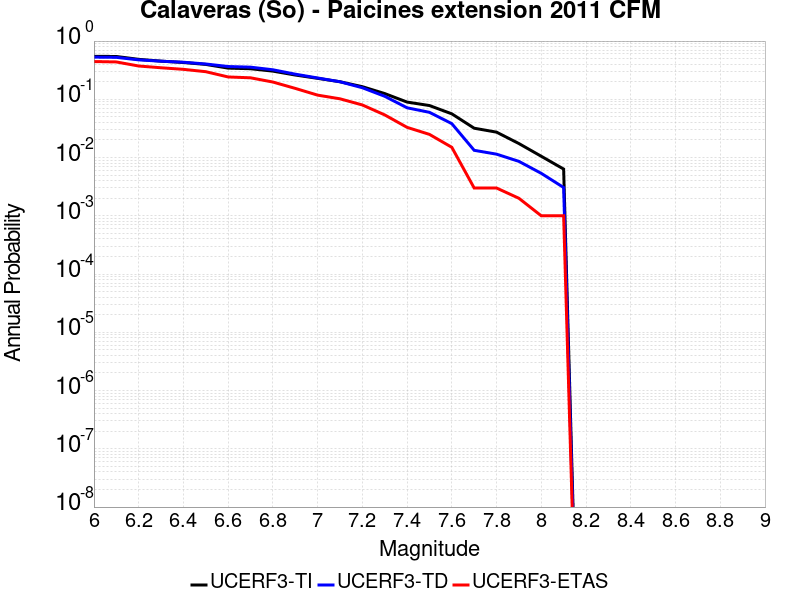 Calaveras (So) - Paicines extension 2011 CFM
10^0
10^-1
10^-2
10^-3
10^-4
10^-5
10^-6
10^-7
10^-8
Annual Probability
6 6.2 6.4 6.6 6.8 7 7.2 7.4 7.6 7.8 8 8.2 8.4 8.6 8.8 9
Magnitude
UCERF3-TI UCERF3-TD UCERF3-ETAS